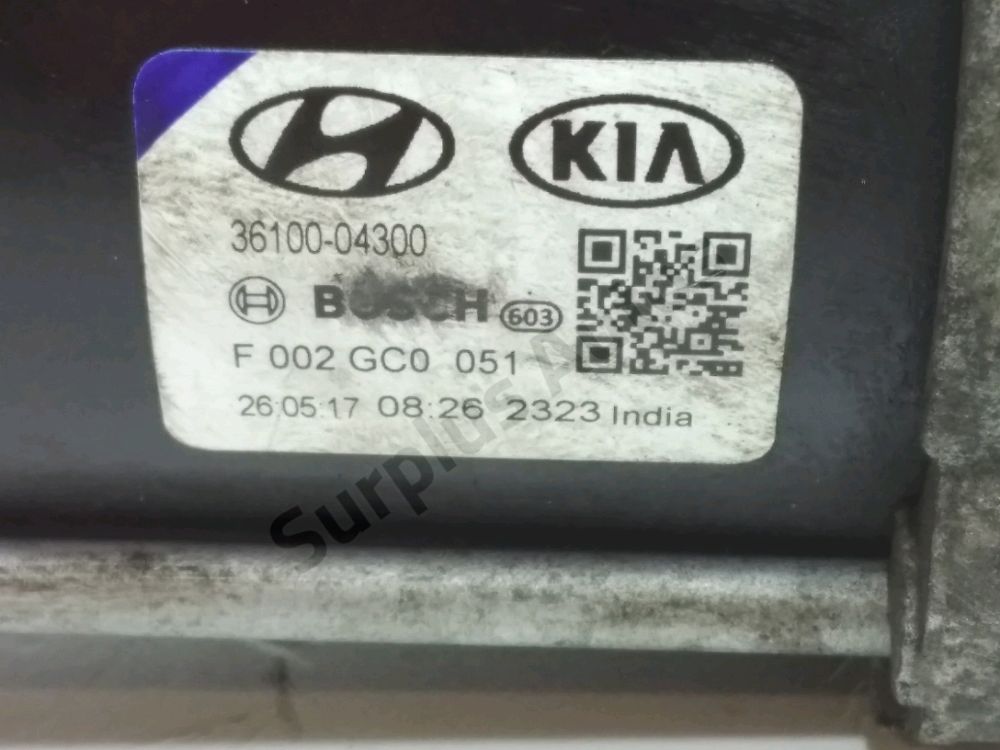 KIA
36100-04300
BOSCH 603
F 002 GC0 051
26:05:17 08:26 2323 India
Surplus A